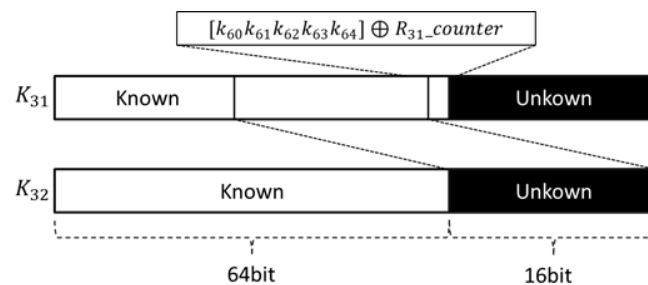 [k₆₀k₆₁k₆₂k₆₃k₆₄] ⊕ R₃₁_counter
K₃₁ Known Unkown
K₃₂ Known Unkown
64bit 16bit